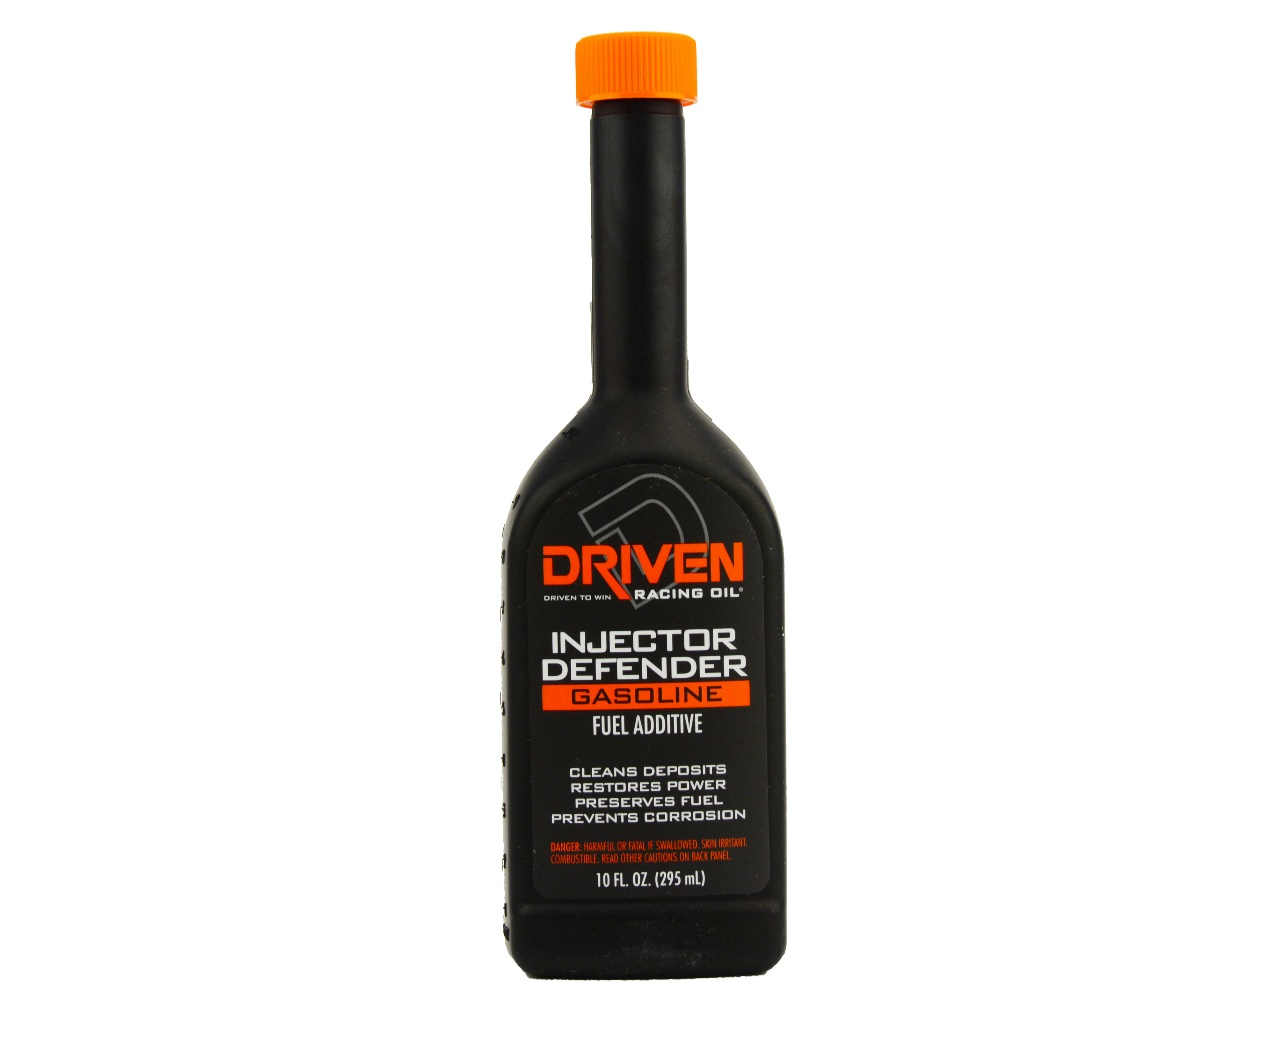 DRIVEN
DRIVEN TO WIN RACING OIL®
INJECTOR
DEFENDER
GASOLINE
FUEL ADDITIVE
CLEANS DEPOSITS
RESTORES POWER
PRESERVES FUEL
PREVENTS CORROSION
DANGER: HARMFUL OR FATAL IF SWALLOWED. SKIN IRRITANT.
COMBUSTIBLE. READ OTHER CAUTIONS ON BACK PANEL.
10 FL. OZ. (295 mL)